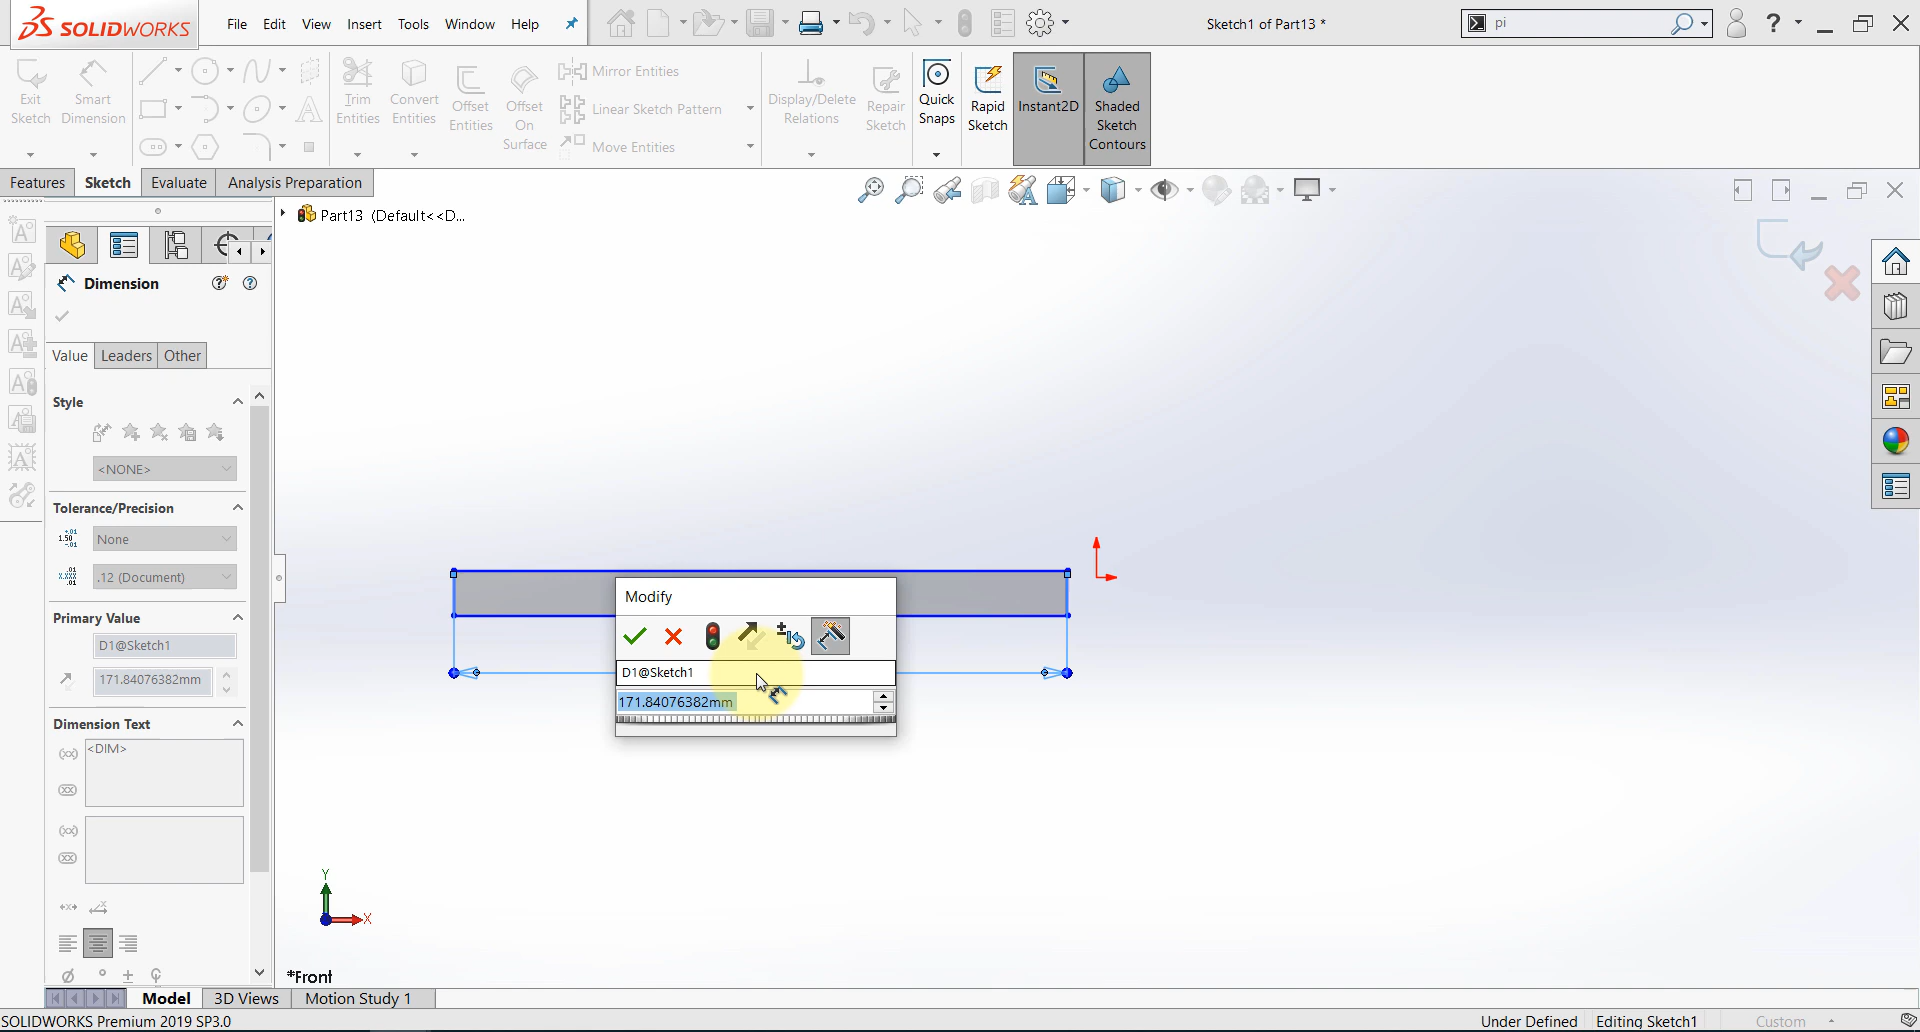 SOLIDWORKS
File Edit View Insert Tools Window Help
Sketch1 of Part13 *
pi
?
Exit
Sketch
Smart
Dimension
Trim
Entities
Convert
Entities
Offset
Entities
Offset
On
Surface
Mirror Entities
Linear Sketch Pattern
Move Entities
Display/Delete
Relations
Repair
Sketch
Quick
Snaps
Rapid
Sketch
Instant2D
Shaded
Sketch
Contours
Features Sketch Evaluate Analysis Preparation
Part13 (Default<<D...
Dimension
Value Leaders Other
Style
<NONE>
Tolerance/Precision
None
.12 (Document)
Primary Value
D1@Sketch1
171.84076382mm
Dimension Text
<DIM>
Modify
D1@Sketch1
171.84076382mm
Y
X
*Front
Model 3D Views Motion Study 1
SOLIDWORKS Premium 2019 SP3.0
Under Defined Editing Sketch1 Custom